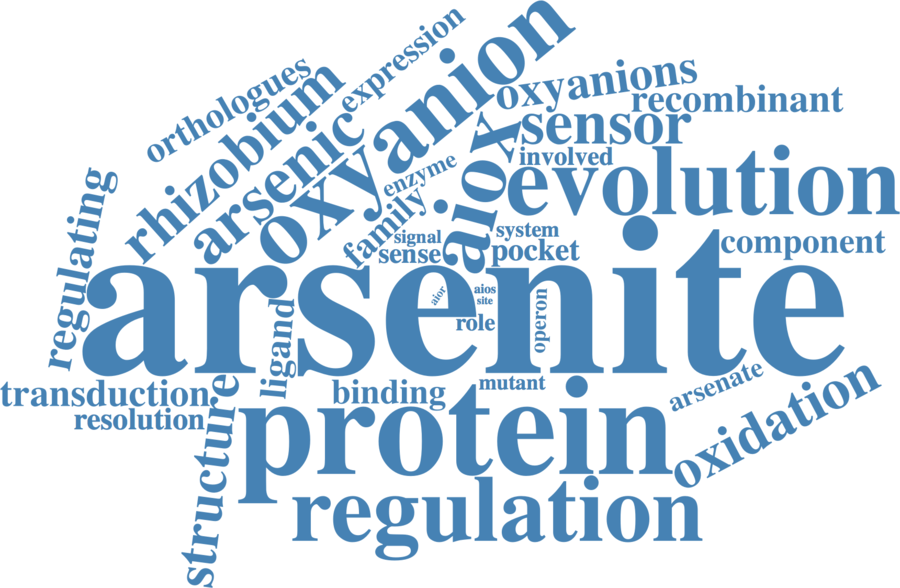 expression
oxyanion
orthologues
rhizobium
arsenic
oxyanions
recombinant
sensor
aiox
involved
enzyme
evolution
family
regulating
signal
system
sense
pocket
component
arsenite
aior
aios
site
role
operon
ligand
transduction
binding
mutant
arsenate
resolution
structure
protein
oxidation
regulation